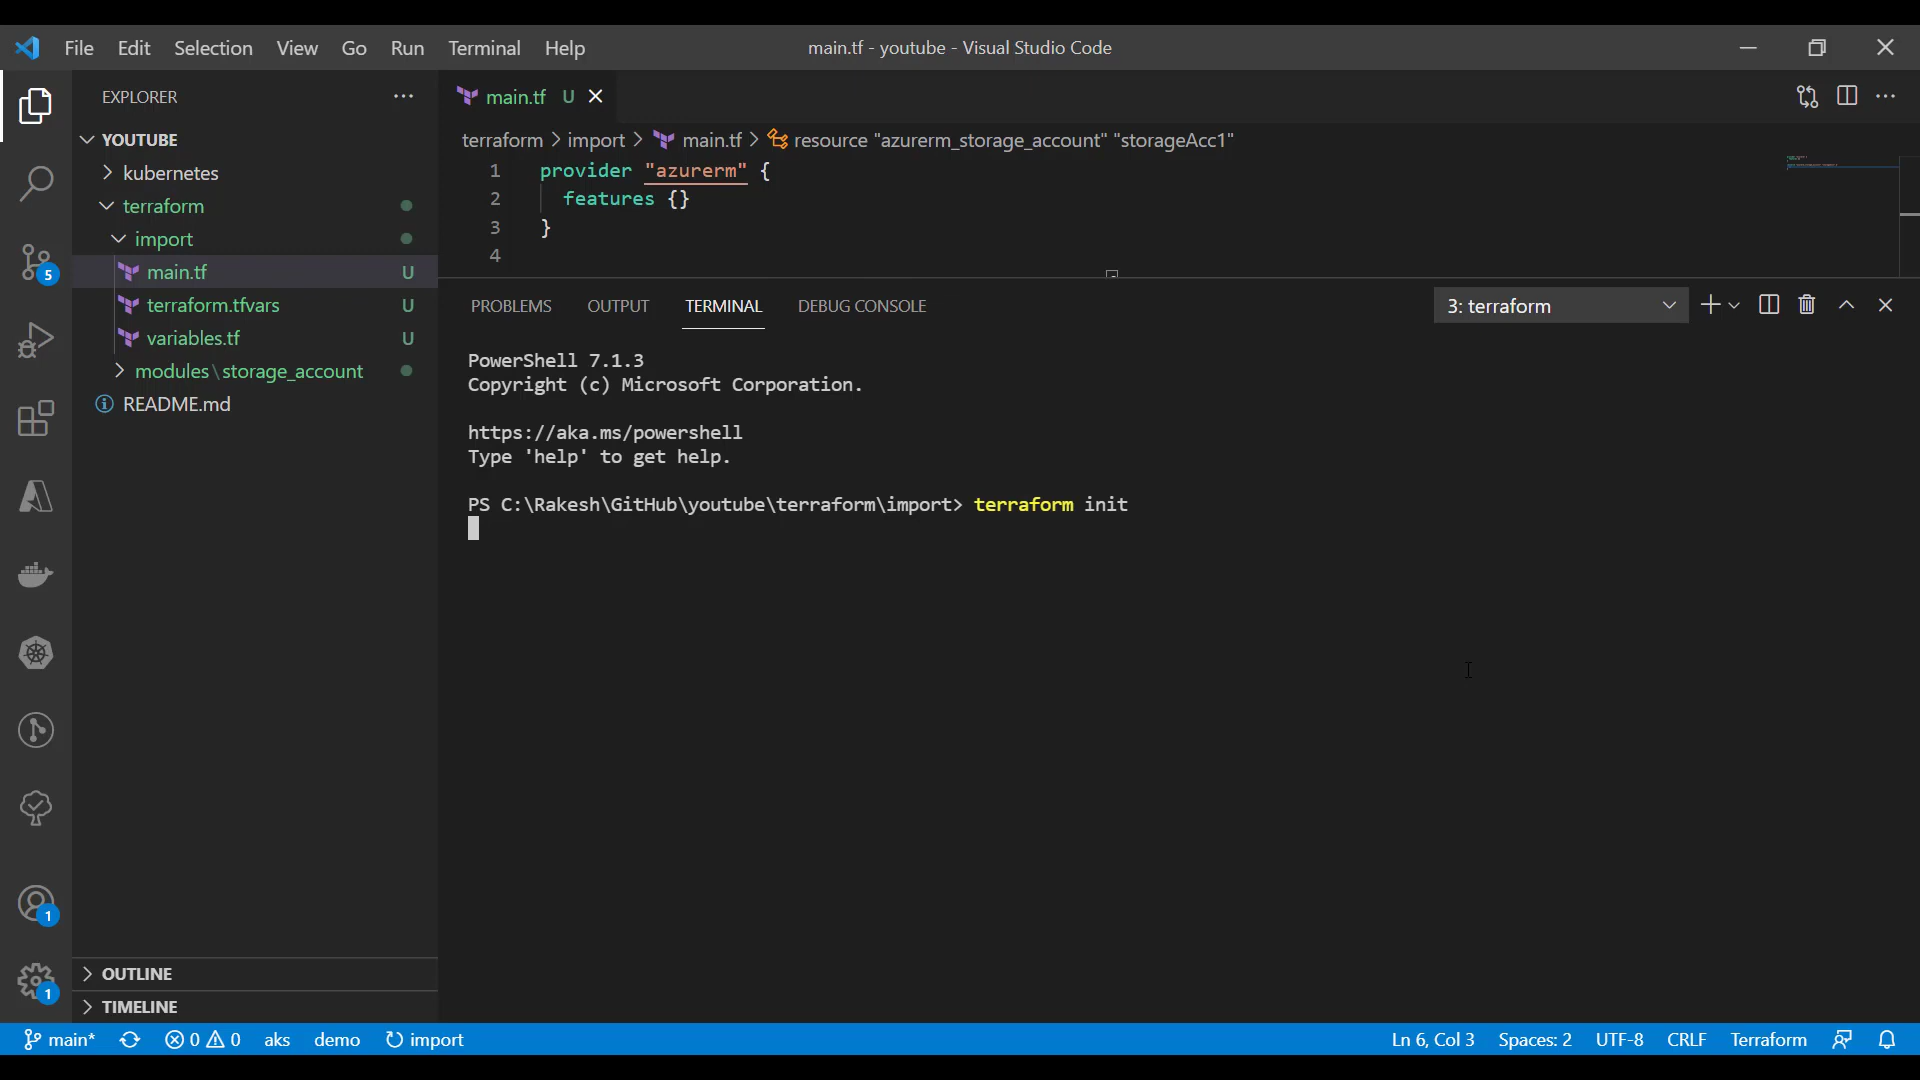 File Edit Selection View Go Run Terminal Help
main.tf - youtube - Visual Studio Code
EXPLORER
YOUTUBE
kubernetes
terraform
import
main.tf U
terraform.tfvars U
variables.tf U
modules\storage_account
README.md
OUTLINE
TIMELINE
5
1
1
main.tf U
terraform > import > main.tf > resource "azurerm_storage_account" "storageAcc1"
1 provider "azurerm" {
2 features {}
3 }
4
PROBLEMS OUTPUT TERMINAL DEBUG CONSOLE
3: terraform
PowerShell 7.1.3
Copyright (c) Microsoft Corporation.
https://aka.ms/powershell
Type 'help' to get help.
PS C:\Rakesh\GitHub\youtube\terraform\import> terraform init
main* 0 0 aks demo import
Ln 6, Col 3 Spaces: 2 UTF-8 CRLF Terraform